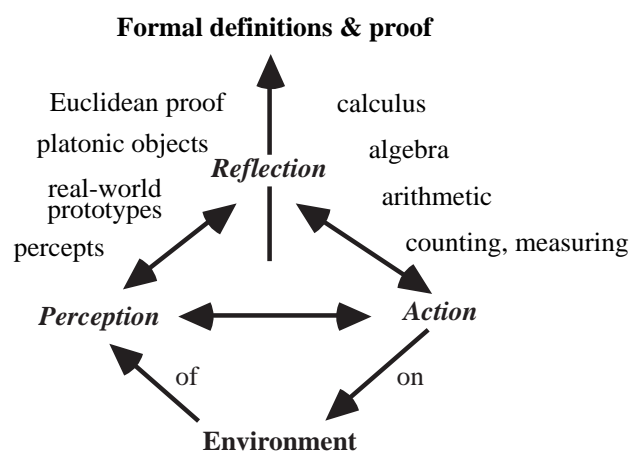 Formal definitions & proof
Euclidean proof
calculus
platonic objects
algebra
Reflection
real-world
prototypes
arithmetic
percepts
counting, measuring
Perception
Action
of
on
Environment